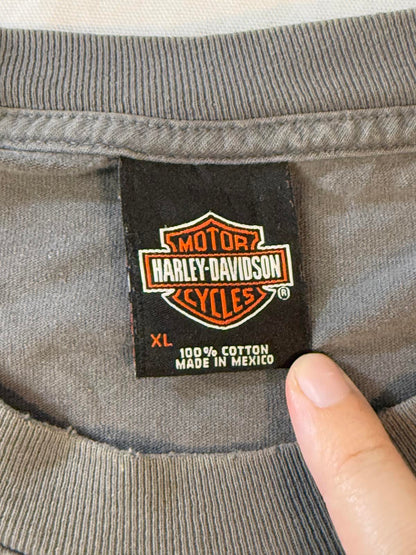 MOTOR
HARLEY-DAVIDSON
CYCLES ®
XL
100% COTTON
MADE IN MEXICO